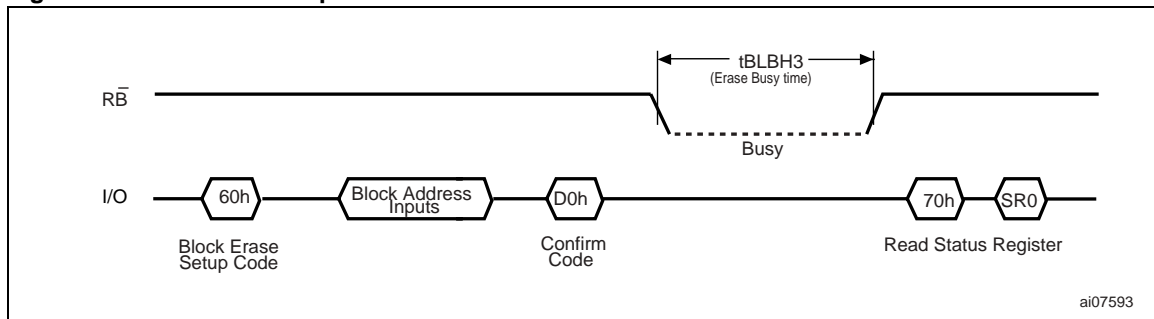 tBLBH3
(Erase Busy time)
RB̅
Busy
I/O
60h
Block Address
Inputs
D0h
70h
SR0
Block Erase
Setup Code
Confirm
Code
Read Status Register
ai07593